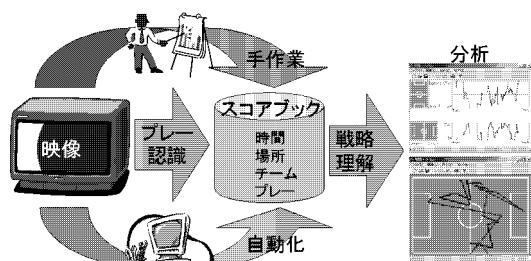 手作業
分析
スコアブック
映像
プレー
認識
時間
場所
チーム
プレー
戦略
理解
自動化